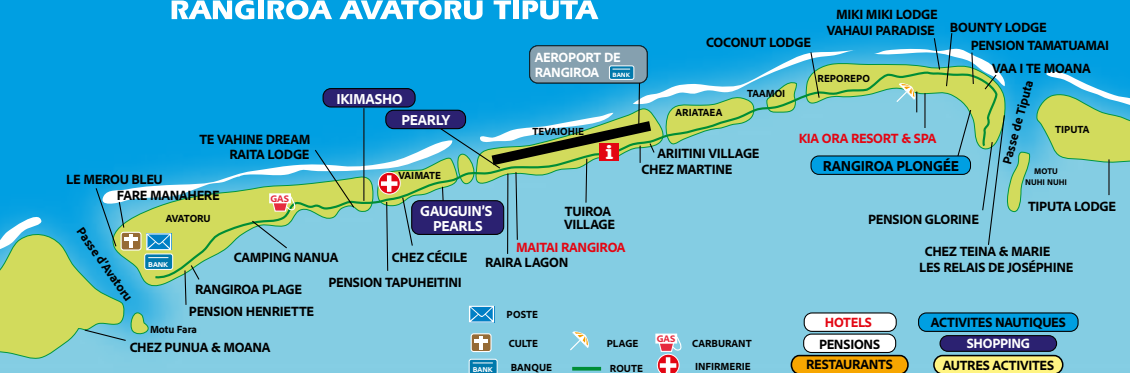 RANGIROA AVATORU TIPUTA
MIKI MIKI LODGE
VAHAUI PARADISE
BOUNTY LODGE
COCONUT LODGE
PENSION TAMATUAMAI
VAA I TE MOANA
AEROPORT DE
RANGIROA
BANK
REPOREPO
TAAMOI
IKIMASHO
PEARLY
ARIATAEA
TEVAIOHIE
Passe de Tiputa
TIPUTA
KIA ORA RESORT & SPA
TE VAHINE DREAM
RAITA LODGE
ARIITINI VILLAGE
CHEZ MARTINE
RANGIROA PLONGÉE
MOTU
NUHI NUHI
LE MEROU BLEU
FARE MANAHERE
VAIMATE
GAS
GAUGUIN'S
PEARLS
TUIROA
VILLAGE
TIPUTA LODGE
PENSION GLORINE
AVATORU
Passe d'Avatoru
BANK
CAMPING NANUA
CHEZ CÉCILE
MAITAI RANGIROA
RAIRA LAGON
CHEZ TEINA & MARIE
LES RELAIS DE JOSÉPHINE
PENSION TAPUHEITINI
RANGIROA PLAGE
PENSION HENRIETTE
Motu Fara
CHEZ PUNUA & MOANA
POSTE
CULTE
PLAGE
GAS
CARBURANT
BANK
BANQUE
ROUTE
INFIRMERIE
HOTELS
ACTIVITES NAUTIQUES
PENSIONS
SHOPPING
RESTAURANTS
AUTRES ACTIVITES